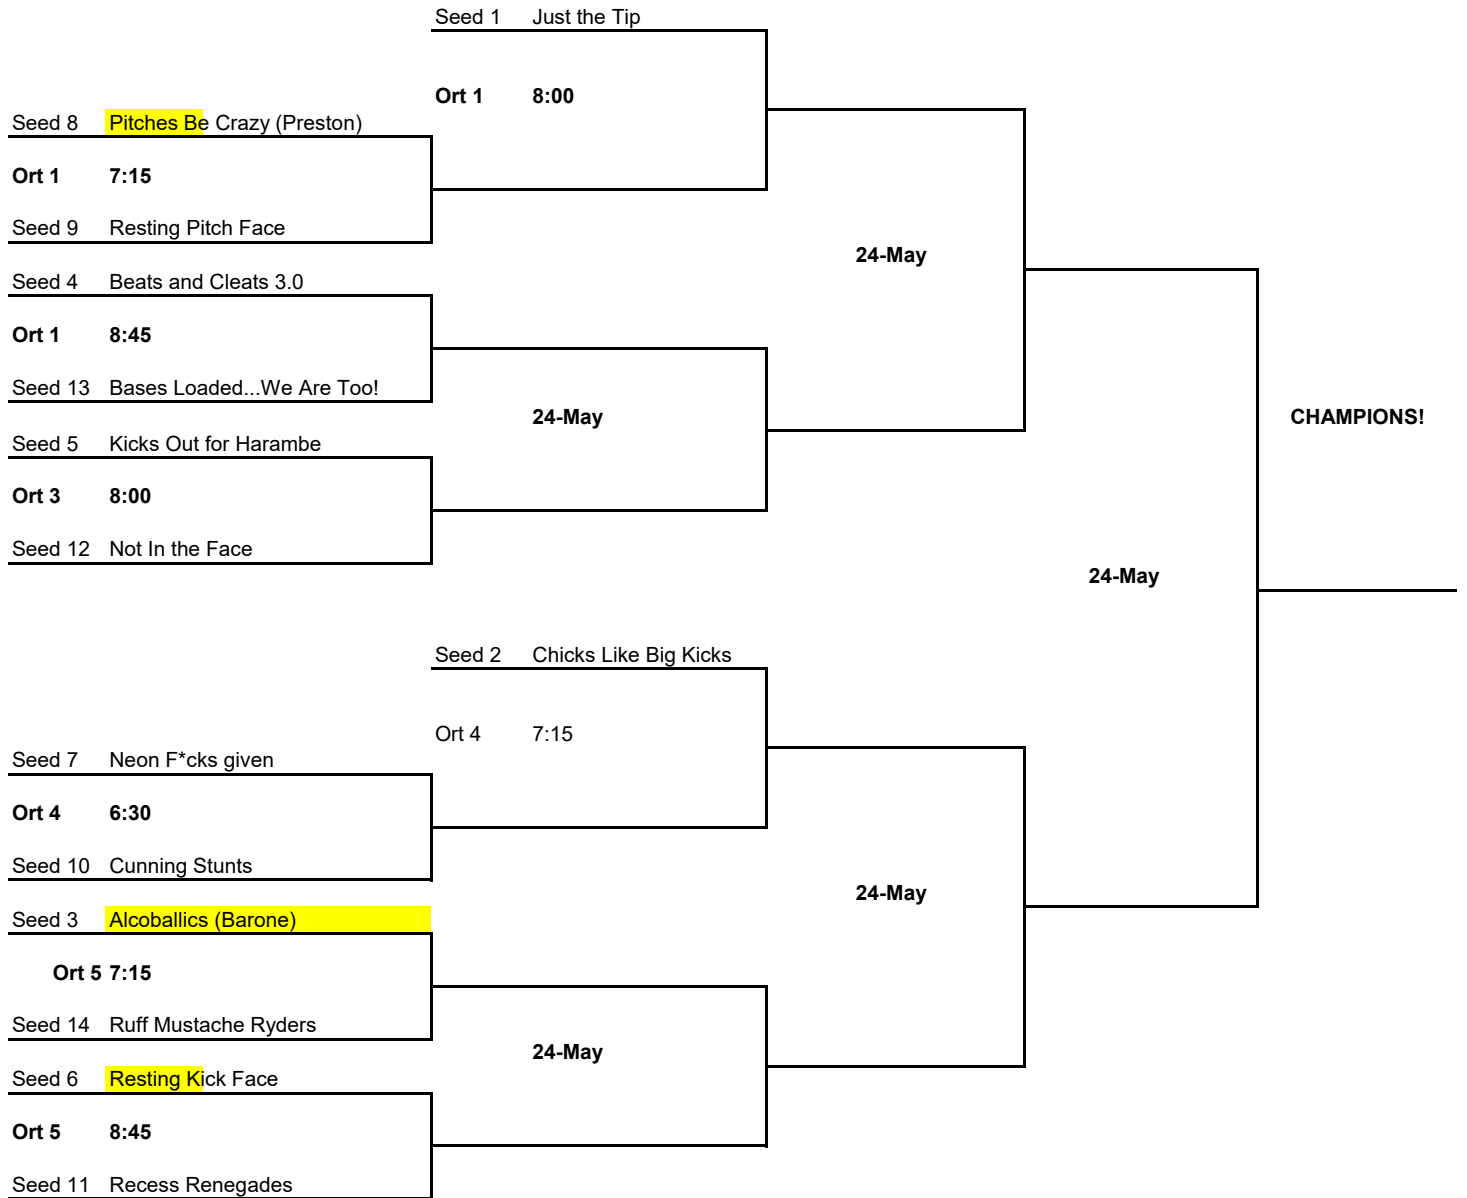 Seed 1 Just the Tip
Ort 1 8:00
Seed 8 Pitches Be Crazy (Preston)
Ort 1 7:15
Seed 9 Resting Pitch Face
24-May
Seed 4 Beats and Cleats 3.0
Ort 1 8:45
Seed 13 Bases Loaded...We Are Too!
24-May
CHAMPIONS!
Seed 5 Kicks Out for Harambe
Ort 3 8:00
Seed 12 Not In the Face
24-May
Seed 2 Chicks Like Big Kicks
Ort 4 7:15
Seed 7 Neon F*cks given
Ort 4 6:30
Seed 10 Cunning Stunts
24-May
Seed 3 Alcoballics (Barone)
Ort 5 7:15
Seed 14 Ruff Mustache Ryders
24-May
Seed 6 Resting Kick Face
Ort 5 8:45
Seed 11 Recess Renegades